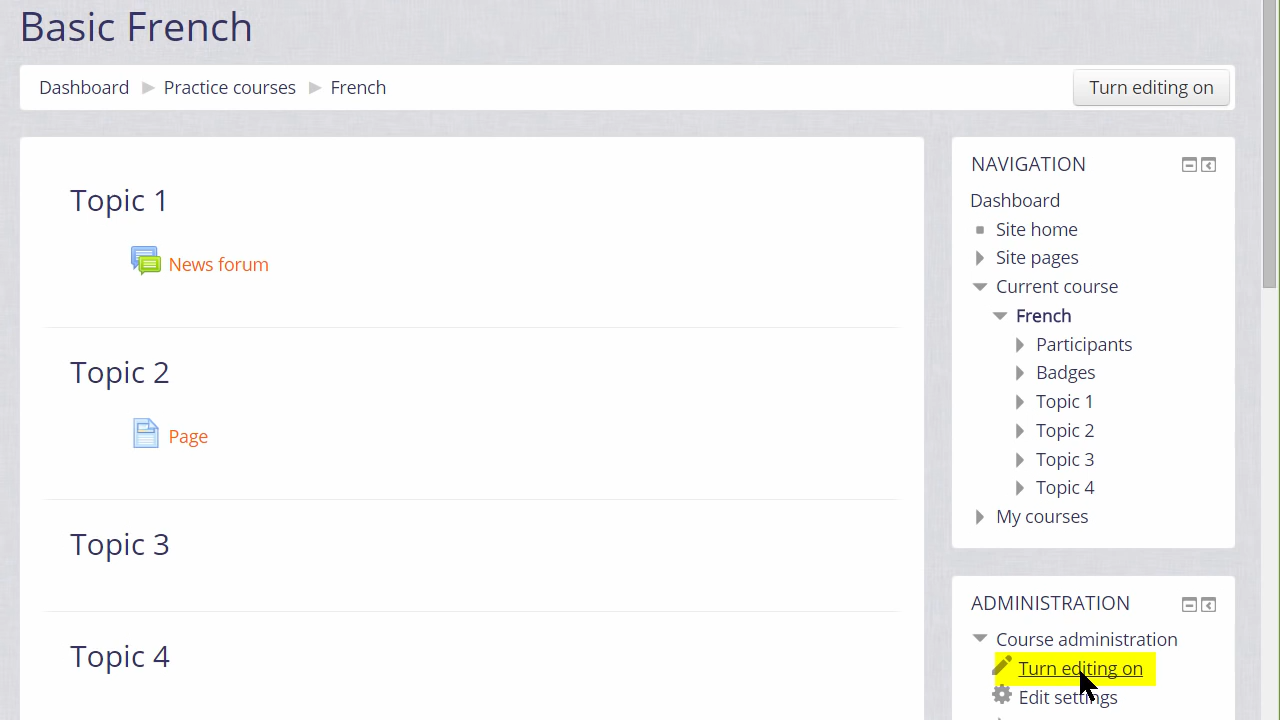 Basic French
Dashboard Practice courses French
Turn editing on
Topic 1
News forum
Topic 2
Page
Topic 3
Topic 4
NAVIGATION
Dashboard
Site home
Site pages
Current course
French
Participants
Badges
Topic 1
Topic 2
Topic 3
Topic 4
My courses
ADMINISTRATION
Course administration
Turn editing on
Edit settings